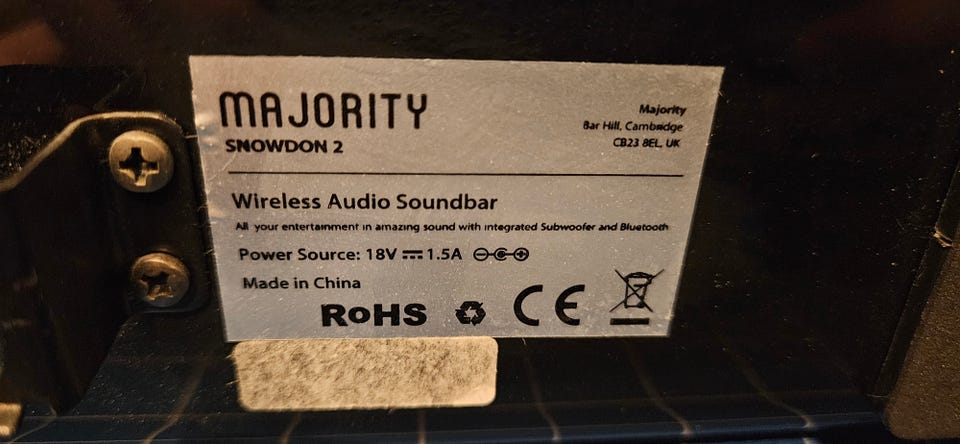 MAJORITY
SNOWDON 2
Majority
Bar Hill, Cambridge
CB23 8EL, UK
Wireless Audio Soundbar
All your entertainment in amazing sound with integrated Subwoofer and Bluetooth
Power Source: 18V ⎓ 1.5A
Made in China
RoHS
CE